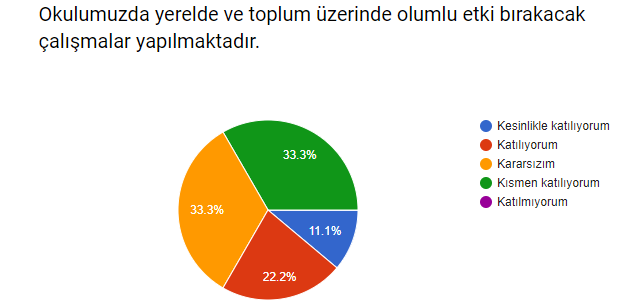 Okulumuzda yerelde ve toplum üzerinde olumlu etki bırakacak
çalışmalar yapılmaktadır.
33.3%
33.3%
11.1%
22.2%
Kesinlikle katılıyorum
Katılıyorum
Kararsızım
Kısmen katılıyorum
Katılmıyorum